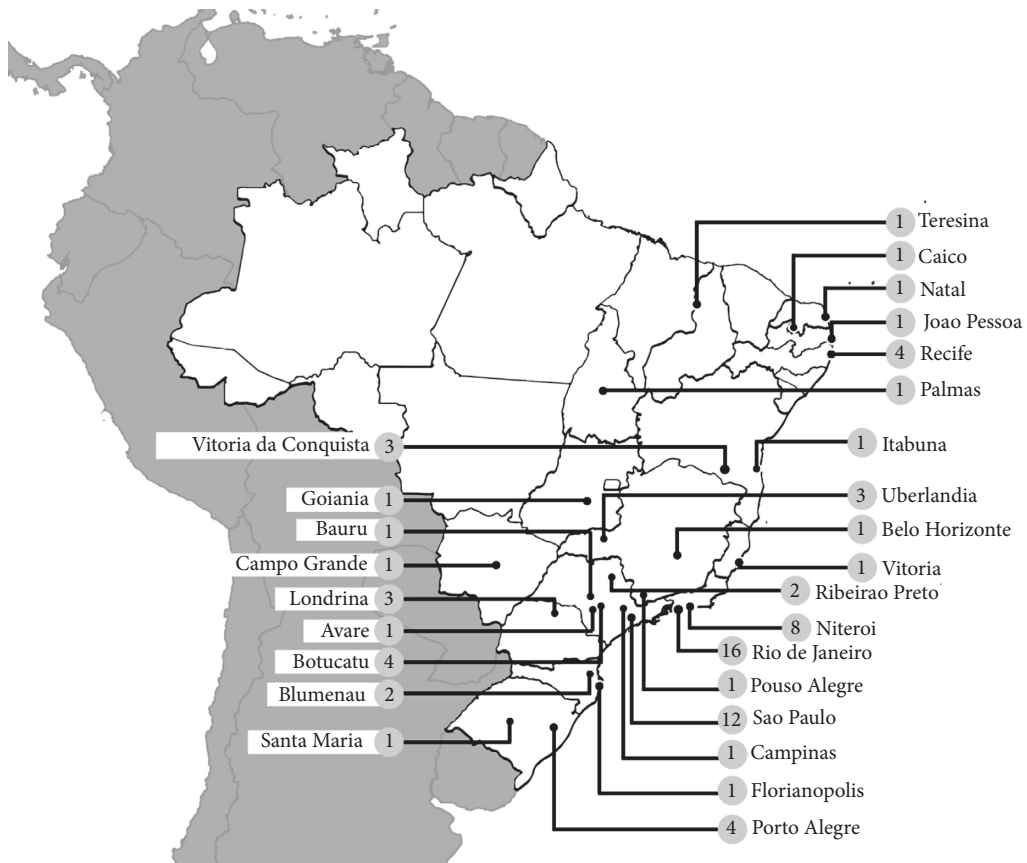 1 Teresina
1 Caico
1 Natal
1 Joao Pessoa
4 Recife
1 Palmas
Vitoria da Conquista 3
1 Itabuna
Goiania 1
3 Uberlandia
Bauru 1
1 Belo Horizonte
Campo Grande 1
1 Vitoria
2 Ribeirao Preto
Londrina 3
8 Niteroi
Avare 1
16 Rio de Janeiro
Botucatu 4
1 Pouso Alegre
Blumenau 2
12 Sao Paulo
Santa Maria 1
1 Campinas
1 Florianopolis
4 Porto Alegre